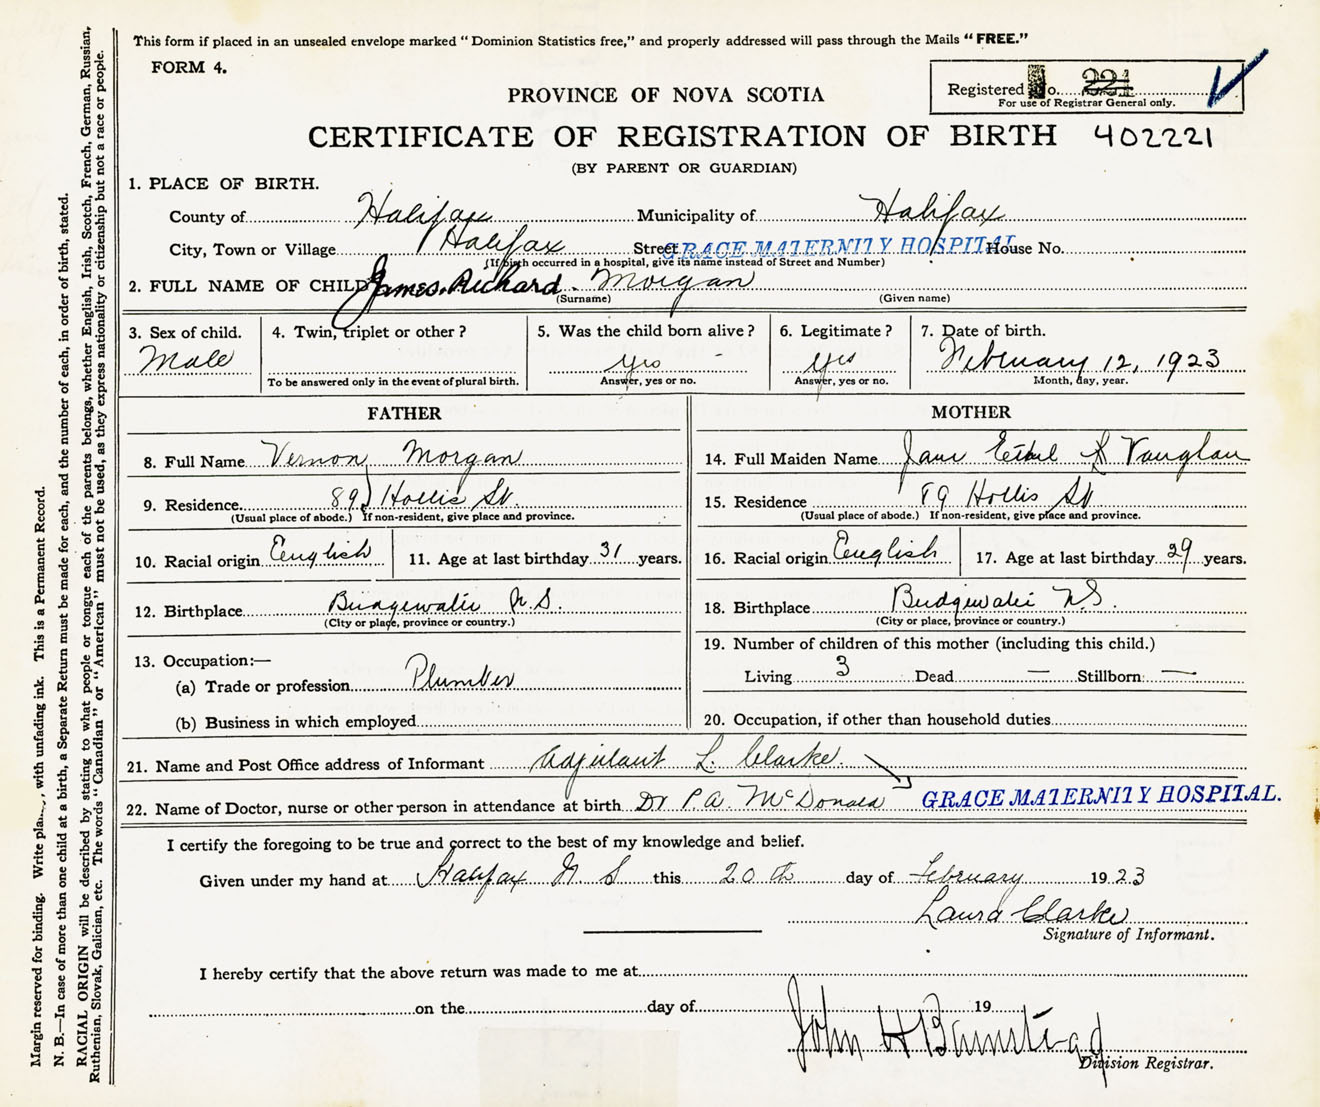 This form if placed in an unsealed envelope marked "Dominion Statistics free," and properly addressed will pass through the Mails "FREE."
FORM 4.
Registered No. 221
For use of Registrar General only.
PROVINCE OF NOVA SCOTIA
CERTIFICATE OF REGISTRATION OF BIRTH 402221
(BY PARENT OR GUARDIAN)
1. PLACE OF BIRTH.
County of Halifax Municipality of Halifax
City, Town or Village Halifax Street GRACE MATERNITY HOSPITAL House No.
(If birth occurred in a hospital, give its name instead of Street and Number)
2. FULL NAME OF CHILD James Richard Morgan
(Surname) (Given name)
3. Sex of child. 4. Twin, triplet or other? 5. Was the child born alive? 6. Legitimate? 7. Date of birth.
Male yes yes February 12, 1923
To be answered only in the event of plural birth. Answer, yes or no. Answer, yes or no. Month, day, year.
FATHER
8. Full Name Vernon Morgan
9. Residence 89 Hollis St.
(Usual place of abode.) If non-resident, give place and province.
10. Racial origin English 11. Age at last birthday 31 years.
12. Birthplace Bridgewater N.S.
(City or place, province or country.)
13. Occupation:—
(a) Trade or profession Plumber
(b) Business in which employed
MOTHER
14. Full Maiden Name Jane Ethel Vaughan
15. Residence 89 Hollis St
(Usual place of abode.) If non-resident, give place and province.
16. Racial origin English 17. Age at last birthday 29 years.
18. Birthplace Bridgewater N.S.
(City or place, province or country.)
19. Number of children of this mother (including this child.)
Living 3 Dead — Stillborn —
20. Occupation, if other than household duties
21. Name and Post Office address of Informant Adjutant L. Clarke.
22. Name of Doctor, nurse or other person in attendance at birth Dr P A McDonald GRACE MATERNITY HOSPITAL.
I certify the foregoing to be true and correct to the best of my knowledge and belief.
Given under my hand at Halifax N S this 20th day of February 1923
Laura Clarke
Signature of Informant.
I hereby certify that the above return was made to me at
on the day of 19
John H Barnstead
Division Registrar.
Margin reserved for binding. Write , with unfading ink. This is a Permanent Record.
N. B.—In case of more than one child at a birth, a Separate Return must be made for each, and the number of each, in order of birth, stated.
RACIAL ORIGIN will be described by stating to what people or tongue each of the parents belongs, whether English, Irish, Scotch, French, German, Russian,
Ruthenian, Slovak, Galician, etc. The words "Canadian" or "American" must not be used, as they express nationality or citizenship but not a race or people.